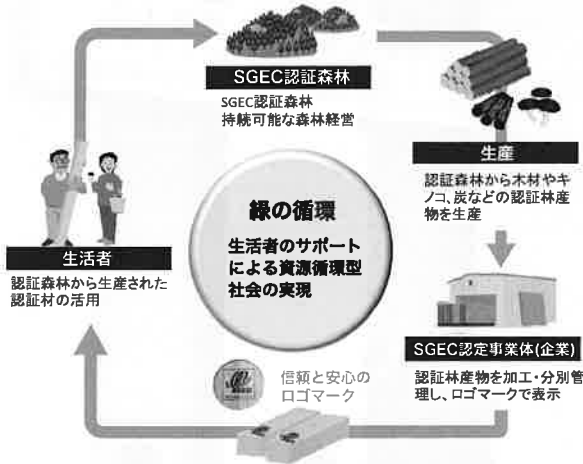 SGEC認証森林
SGEC認証森林
持続可能な森林経営
生産
認証森林から木材やキ
ノコ、炭などの認証林産
物を生産
緑の循環
生活者のサポート
による資源循環型
社会の実現
生活者
認証森林から生産された
認証材の活用
SGEC認定事業体(企業)
認証林産物を加工・分別管
理し、ロゴマークで表示
信頼と安心の
ロゴマーク